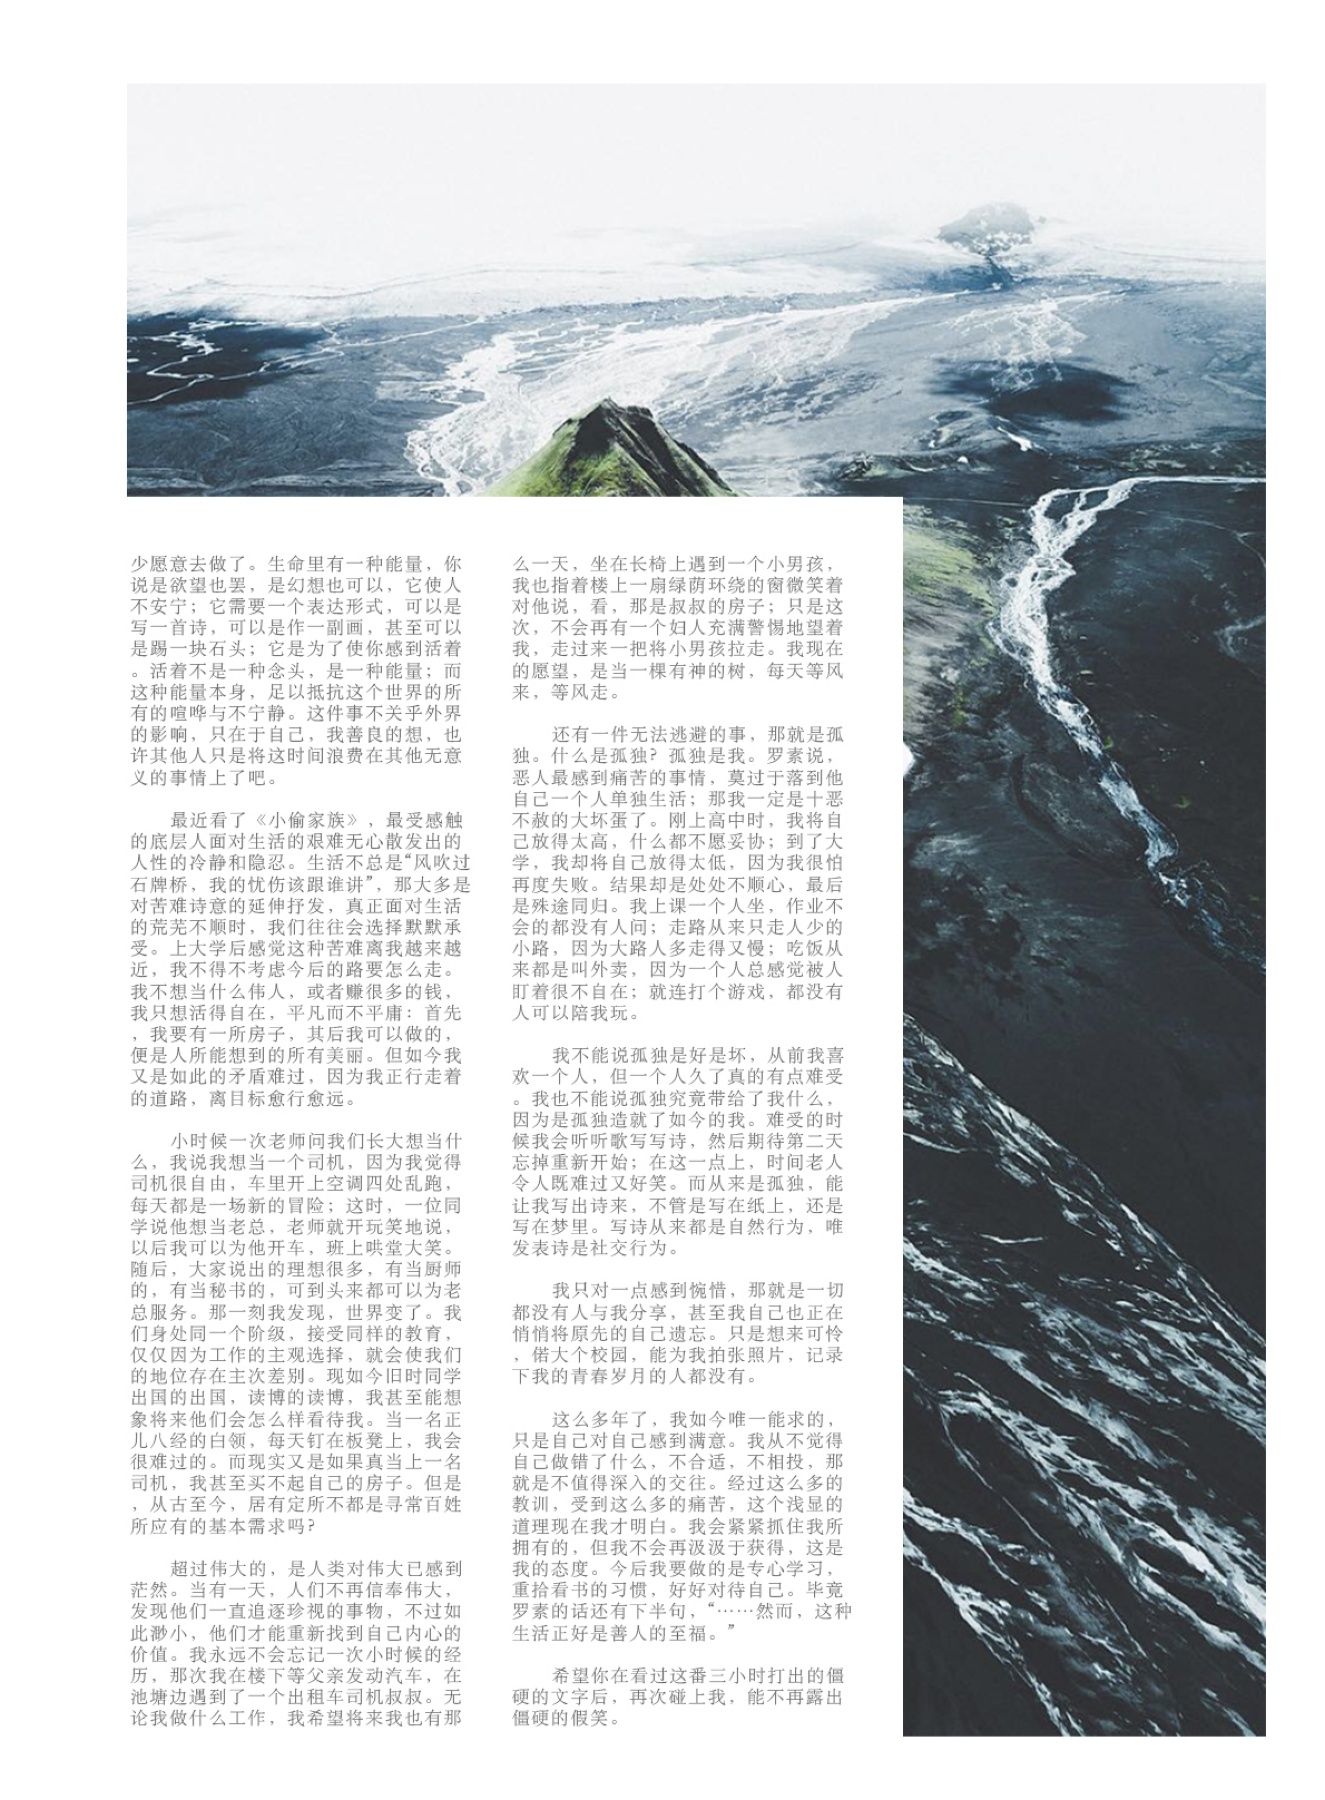 少愿意去做了。生命里有一种能量，你
说是欲望也罢，是幻想也可以，它使人
不安宁；它需要一个表达形式，可以是
写一首诗，可以是作一副画，甚至可以
是踢一块石头；它是为了使你感到活着
。活着不是一种念头，是一种能量；而
这种能量本身，足以抵抗这个世界的所
有的喧哗与不宁静。这件事不关乎外界
的影响，只在于自己，我善良的想，也
许其他人只是将这时间浪费在其他无意
义的事情上了吧。
最近看了《小偷家族》，最受感触
的底层人面对生活的艰难无心散发出的
人性的冷静和隐忍。生活不总是“风吹过
石牌桥，我的忧伤该跟谁讲”，那大多是
对苦难诗意的延伸抒发，真正面对生活
的荒芜不顺时，我们往往会选择默默承
受。上大学后感觉这种苦难离我越来越
近，我不得不考虑今后的路要怎么走。
我不想当什么伟人，或者赚很多的钱，
我只想活得自在，平凡而不平庸：首先
，我要有一所房子，其后我可以做的，
便是人所能想到的所有美丽。但如今我
又是如此的矛盾难过，因为我正行走着
的道路，离目标愈行愈远。
小时候一次老师问我们长大想当什
么，我说我想当一个司机，因为我觉得
司机很自由，车里开上空调四处乱跑，
每天都是一场新的冒险；这时，一位同
学说他想当老总，老师就开玩笑地说，
以后我可以为他开车，班上哄堂大笑。
随后，大家说出的理想很多，有当厨师
的，有当秘书的，可到头来都可以为老
总服务。那一刻我发现，世界变了。我
们身处同一个阶级，接受同样的教育，
仅仅因为工作的主观选择，就会使我们
的地位存在主次差别。现如今旧时同学
出国的出国，读博的读博，我甚至能想
象将来他们会怎么样看待我。当一名正
儿八经的白领，每天钉在板凳上，我会
很难过的。而现实又是如果真当上一名
司机，我甚至买不起自己的房子。但是
，从古至今，居有定所不都是寻常百姓
所应有的基本需求吗？
超过伟大的，是人类对伟大已感到
茫然。当有一天，人们不再信奉伟大，
发现他们一直追逐珍视的事物，不过如
此渺小，他们才能重新找到自己内心的
价值。我永远不会忘记一次小时候的经
历，那次我在楼下等父亲发动汽车，在
池塘边遇到了一个出租车司机叔叔。无
论我做什么工作，我希望将来我也有那
么一天，坐在长椅上遇到一个小男孩，
我也指着楼上一扇绿荫环绕的窗微笑着
对他说，看，那是叔叔的房子；只是这
次，不会再有一个妇人充满警惕地望着
我，走过来一把将小男孩拉走。我现在
的愿望，是当一棵有神的树，每天等风
来，等风走。
还有一件无法逃避的事，那就是孤
独。什么是孤独？孤独是我。罗素说，
恶人最感到痛苦的事情，莫过于落到他
自己一个人单独生活；那我一定是十恶
不赦的大坏蛋了。刚上高中时，我将自
己放得太高，什么都不愿妥协；到了大
学，我却将自己放得太低，因为我很怕
再度失败。结果却是处处不顺心，最后
是殊途同归。我上课一个人坐，作业不
会的都没有人问；走路从来只走人少的
小路，因为大路人多走得又慢；吃饭从
来都是叫外卖，因为一个人总感觉被人
盯着很不自在；就连打个游戏，都没有
人可以陪我玩。
我不能说孤独是好是坏，从前我喜
欢一个人，但一个人久了真的有点难受
。我也不能说孤独究竟带给了我什么，
因为是孤独造就了如今的我。难受的时
候我会听听歌写写诗，然后期待第二天
忘掉重新开始；在这一点上，时间老人
令人既难过又好笑。而从来是孤独，能
让我写出诗来，不管是写在纸上，还是
写在梦里。写诗从来都是自然行为，唯
发表诗是社交行为。
我只对一点感到惋惜，那就是一切
都没有人与我分享，甚至我自己也正在
悄悄将原先的自己遗忘。只是想来可怜
，偌大个校园，能为我拍张照片，记录
下我的青春岁月的人都没有。
这么多年了，我如今唯一能求的，
只是自己对自己感到满意。我从不觉得
自己做错了什么，不合适，不相投，那
就是不值得深入的交往。经过这么多的
教训，受到这么多的痛苦，这个浅显的
道理现在我才明白。我会紧紧抓住我所
拥有的，但我不会再汲汲于获得，这是
我的态度。今后我要做的是专心学习，
重拾看书的习惯，好好对待自己。毕竟
罗素的话还有下半句，“……然而，这种
生活正好是善人的至福。”
希望你在看过这番三小时打出的僵
硬的文字后，再次碰上我，能不再露出
僵硬的假笑。